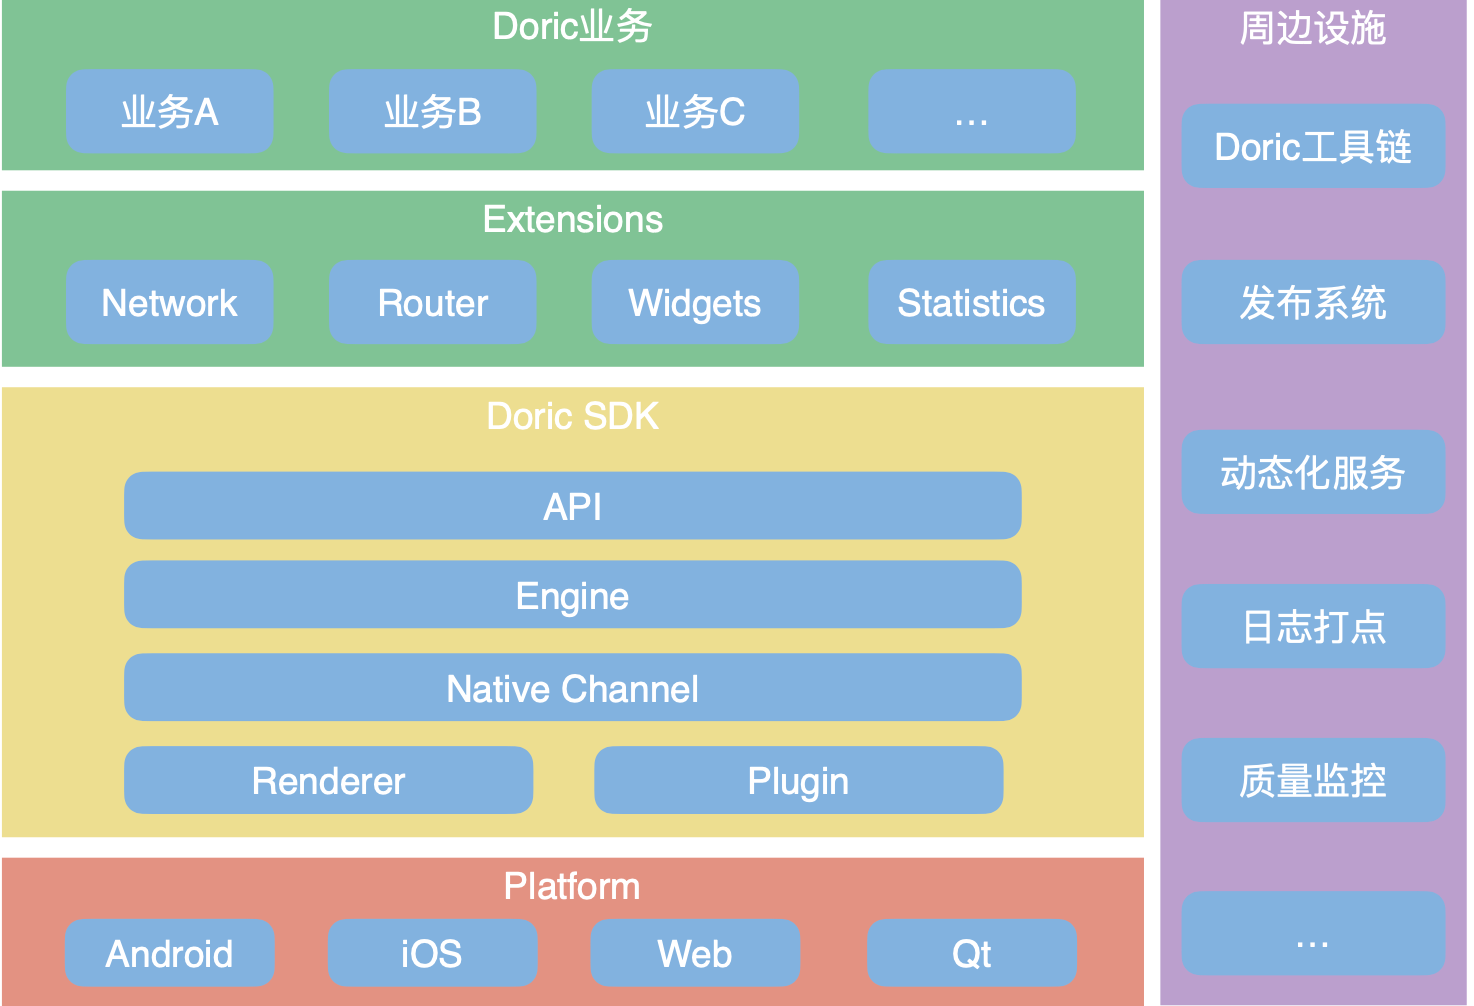 Doric业务
业务A
业务B
业务C
...
Extensions
Network
Router
Widgets
Statistics
Doric SDK
API
Engine
Native Channel
Renderer
Plugin
Platform
Android
iOS
Web
Qt
周边设施
Doric工具链
发布系统
动态化服务
日志打点
质量监控
...